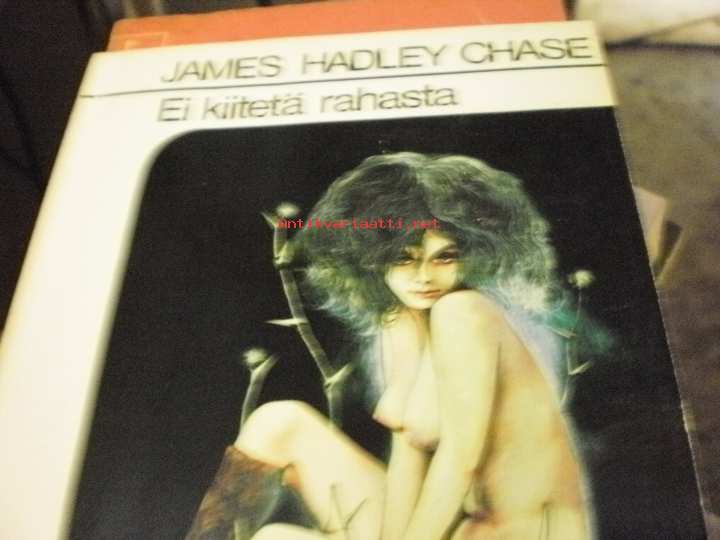 JAMES HADLEY CHASE
Ei kiitetä rahasta
Antikvariaatti.net